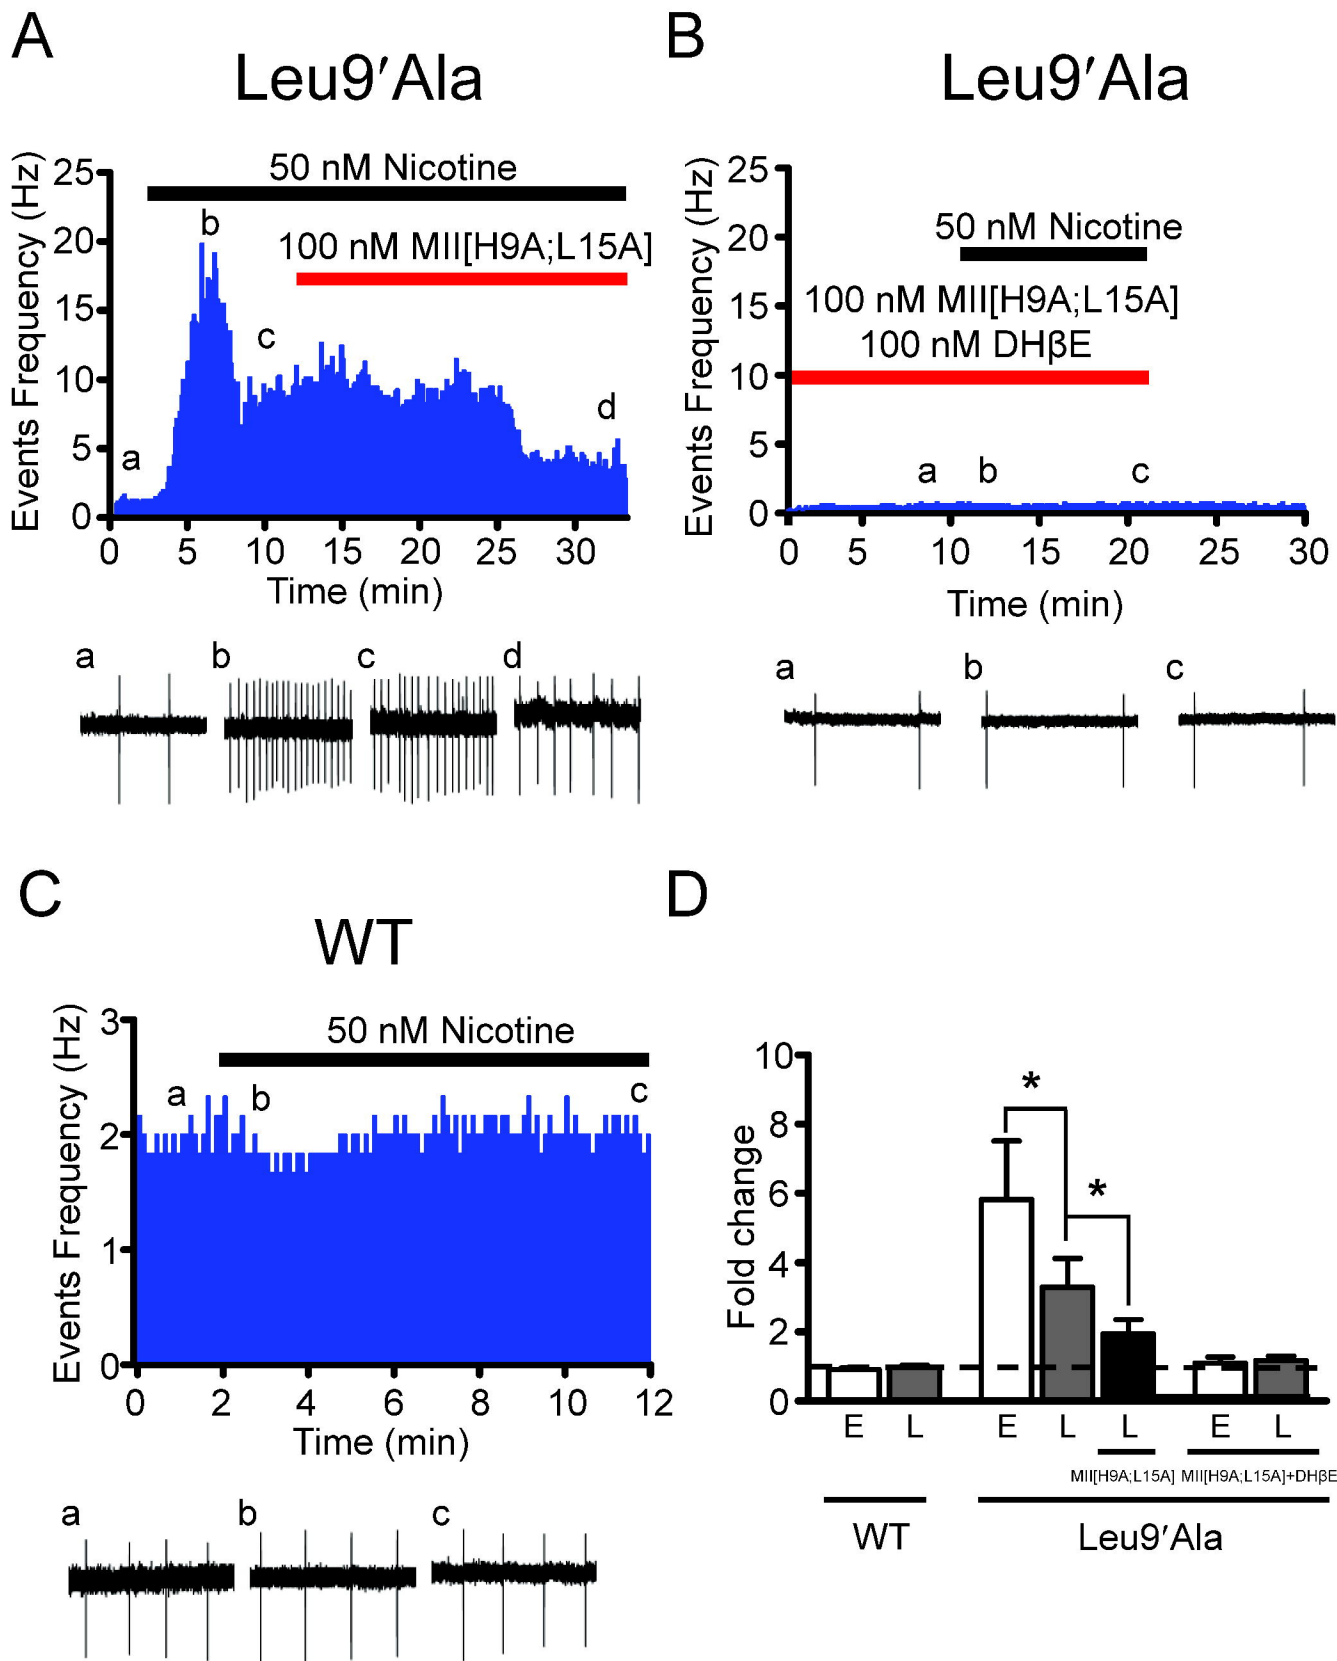 A
Leu9′Ala
Events Frequency (Hz)
25
20
15
10
5
0
50 nM Nicotine
100 nM MII[H9A;L15A]
a
b
c
d
0 5 10 15 20 25 30
Time (min)
a b c d
B
Leu9′Ala
Events Frequency (Hz)
25
20
15
10
5
0
50 nM Nicotine
100 nM MII[H9A;L15A]
100 nM DHβE
a b c
0 5 10 15 20 25 30
Time (min)
a b c
C
WT
Events Frequency (Hz)
3
2
1
0
50 nM Nicotine
a b c
0 2 4 6 8 10 12
Time (min)
a b c
D
Fold change
10
8
6
4
2
0
*
*
E L E L L E L
MII[H9A;L15A] MII[H9A;L15A]+DHβE
WT Leu9′Ala